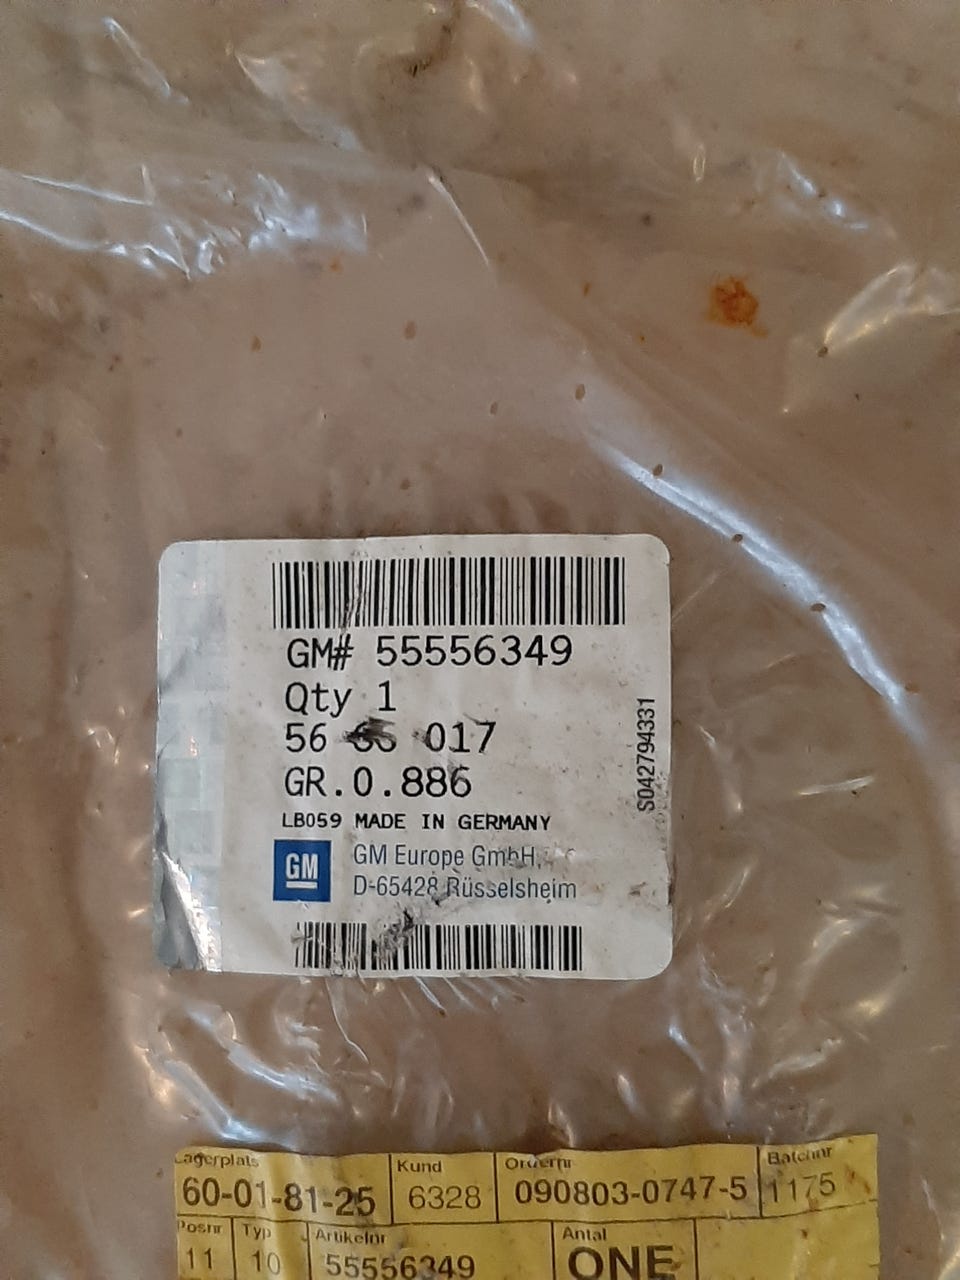 GM# 55556349
Qty 1
56 017
GR.0.886
S042794331
LB059 MADE IN GERMANY
GM
GM Europe GmbH,
D-65428 Rüsselsheim
Lagerplats Kund Ordernr Batchnr
60-01-81-25 6328 090803-0747-5 1175
Posnr Typ Artikelnr Antal
11 10 55556349 ONE